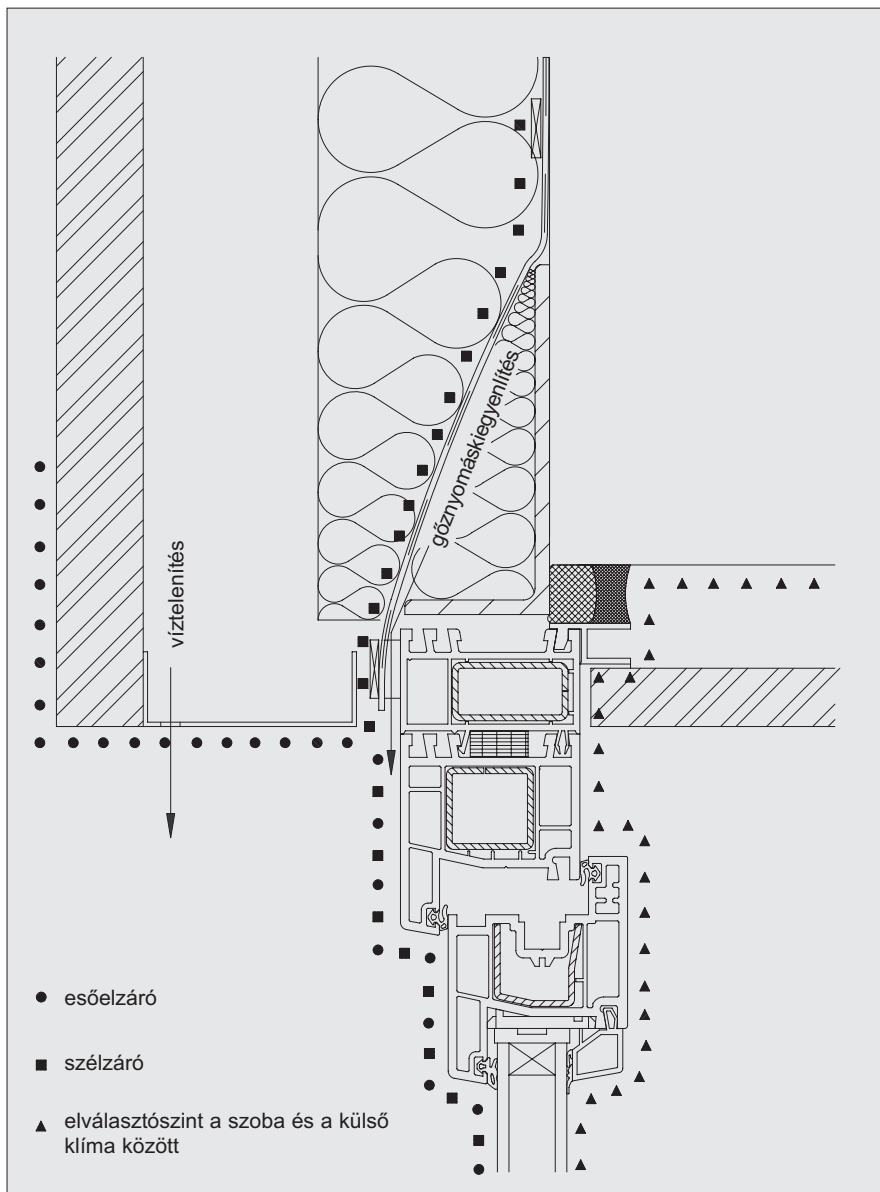 gőznyomáskiegyenlítés
víztelenítés
esőelzáró
szélzáró
elválasztószint a szoba és a külső
klíma között